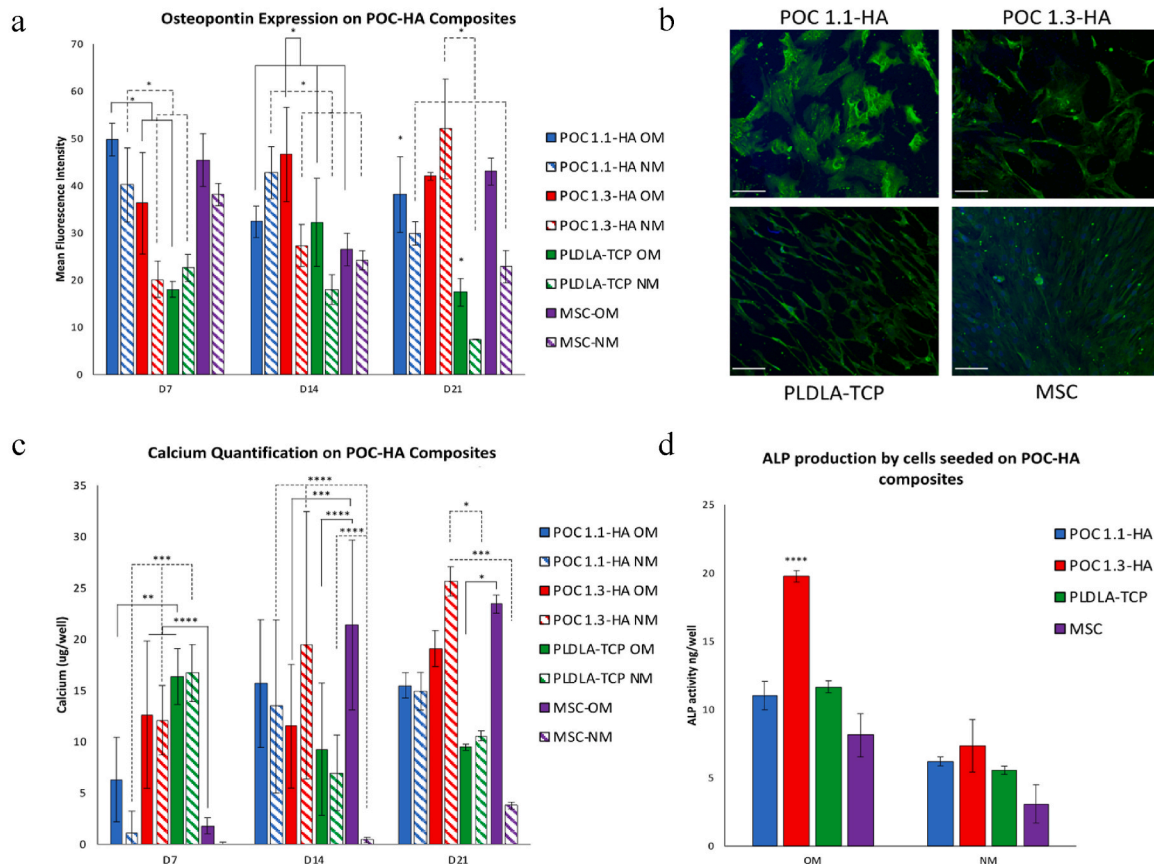 a
Osteopontin Expression on POC-HA Composites
Mean Fluorescence Intensity
70
60
50
40
30
20
10
0
D7
D14
D21
*
*
*
*
*
*
*
POC 1.1-HA OM
POC 1.1-HA NM
POC 1.3-HA OM
POC 1.3-HA NM
PLDLA-TCP OM
PLDLA-TCP NM
MSC-OM
MSC-NM
b
POC 1.1-HA
POC 1.3-HA
PLDLA-TCP
MSC
c
Calcium Quantification on POC-HA Composites
Calcium (ug/well)
35
30
25
20
15
10
5
0
D7
D14
D21
***
**
****
****
***
****
****
*
***
*
POC 1.1-HA OM
POC 1.1-HA NM
POC 1.3-HA OM
POC 1.3-HA NM
PLDLA-TCP OM
PLDLA-TCP NM
MSC-OM
MSC-NM
d
ALP production by cells seeded on POC-HA
composites
ALP activity ng/well
25
20
15
10
5
0
OM
NM
****
POC 1.1-HA
POC 1.3-HA
PLDLA-TCP
MSC